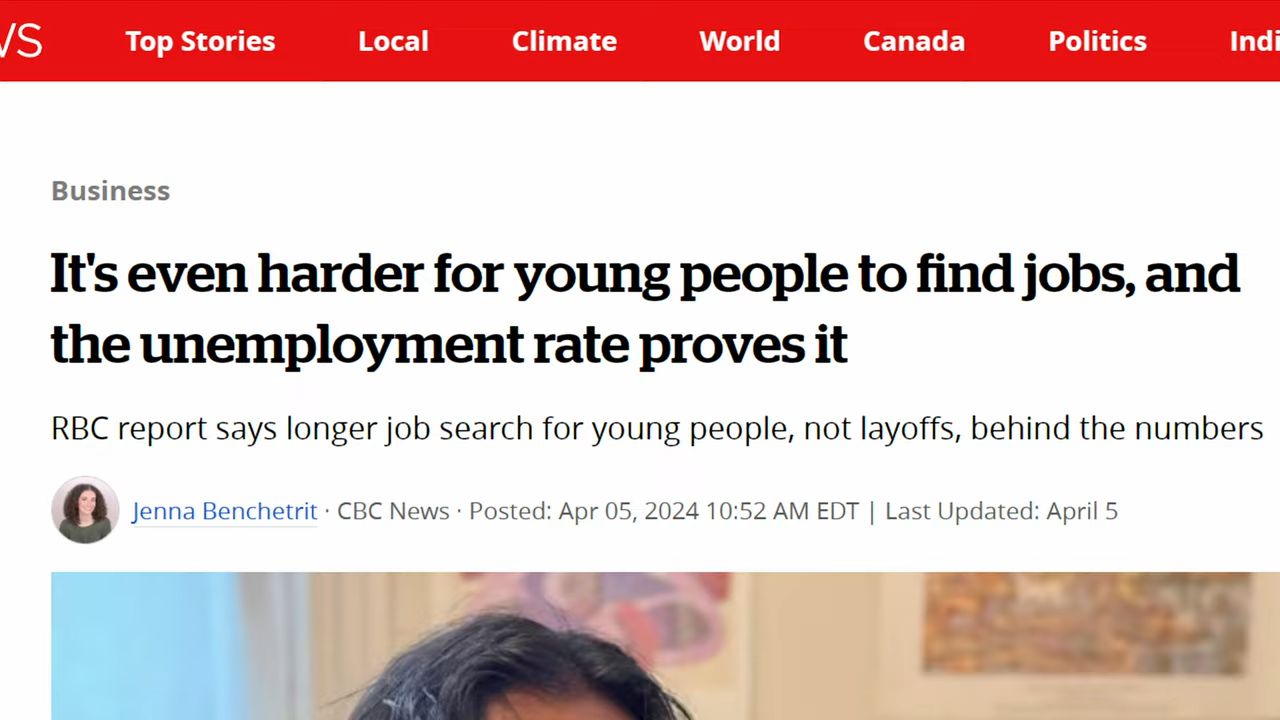 Top Stories Local Climate World Canada Politics
Business
It's even harder for young people to find jobs, and
the unemployment rate proves it
RBC report says longer job search for young people, not layoffs, behind the numbers
Jenna Benchetrit · CBC News · Posted: Apr 05, 2024 10:52 AM EDT | Last Updated: April 5